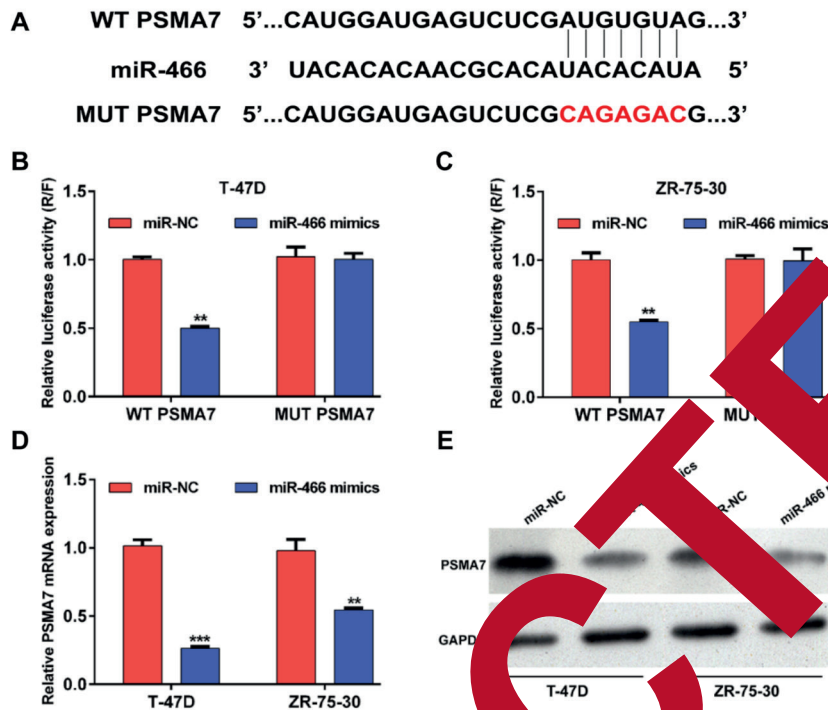 A
WT PSMA7 5’...CAUGGAUGAGUCUCGAUGUGUAG...3’
miR-466 3’ UACACACAACGCACAUACACAUA 5’
MUT PSMA7 5’...CAUGGAUGAGUCUCGCAGAGACG...3’
B
T-47D
Relative luciferase activity (R/F)
miR-NC miR-466 mimics
1.5
1.0
0.5
0.0
**
WT PSMA7 MUT PSMA7
C
ZR-75-30
Relative luciferase activity (R/F)
miR-NC miR-466 mimics
1.5
1.0
0.5
0.0
**
WT PSMA7
D
Relative PSMA7 mRNA expression
miR-NC miR-466 mimics
1.5
1.0
0.5
0.0
***
**
T-47D ZR-75-30
E
miR-NC miR-466
PSMA7
T-47D ZR-75-30